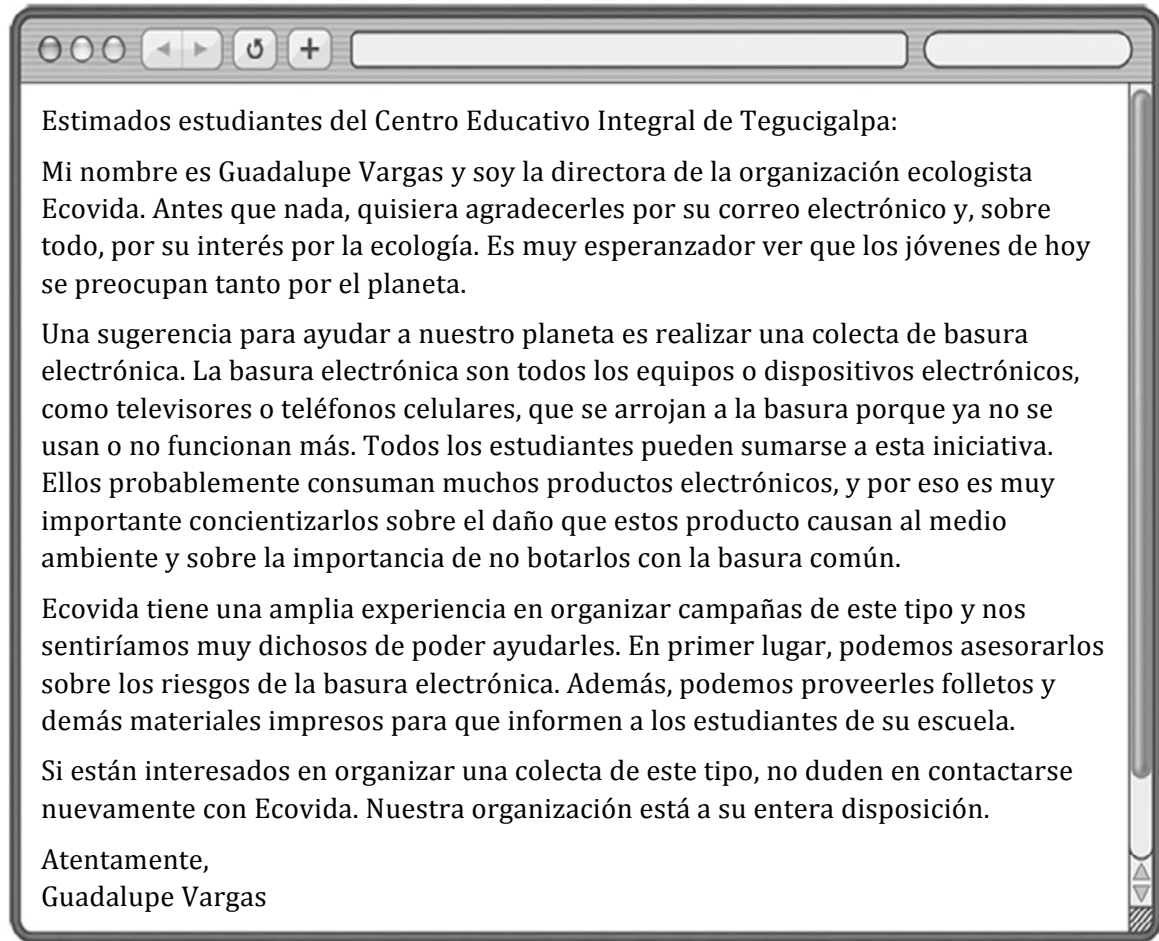 Estimados estudiantes del Centro Educativo Integral de Tegucigalpa:
Mi nombre es Guadalupe Vargas y soy la directora de la organización ecologista
Ecovida. Antes que nada, quisiera agradecerles por su correo electrónico y, sobre
todo, por su interés por la ecología. Es muy esperanzador ver que los jóvenes de hoy
se preocupan tanto por el planeta.
Una sugerencia para ayudar a nuestro planeta es realizar una colecta de basura
electrónica. La basura electrónica son todos los equipos o dispositivos electrónicos,
como televisores o teléfonos celulares, que se arrojan a la basura porque ya no se
usan o no funcionan más. Todos los estudiantes pueden sumarse a esta iniciativa.
Ellos probablemente consuman muchos productos electrónicos, y por eso es muy
importante concientizarlos sobre el daño que estos producto causan al medio
ambiente y sobre la importancia de no botarlos con la basura común.
Ecovida tiene una amplia experiencia en organizar campañas de este tipo y nos
sentiríamos muy dichosos de poder ayudarles. En primer lugar, podemos asesorarlos
sobre los riesgos de la basura electrónica. Además, podemos proveerles folletos y
demás materiales impresos para que informen a los estudiantes de su escuela.
Si están interesados en organizar una colecta de este tipo, no duden en contactarse
nuevamente con Ecovida. Nuestra organización está a su entera disposición.
Atentamente,
Guadalupe Vargas